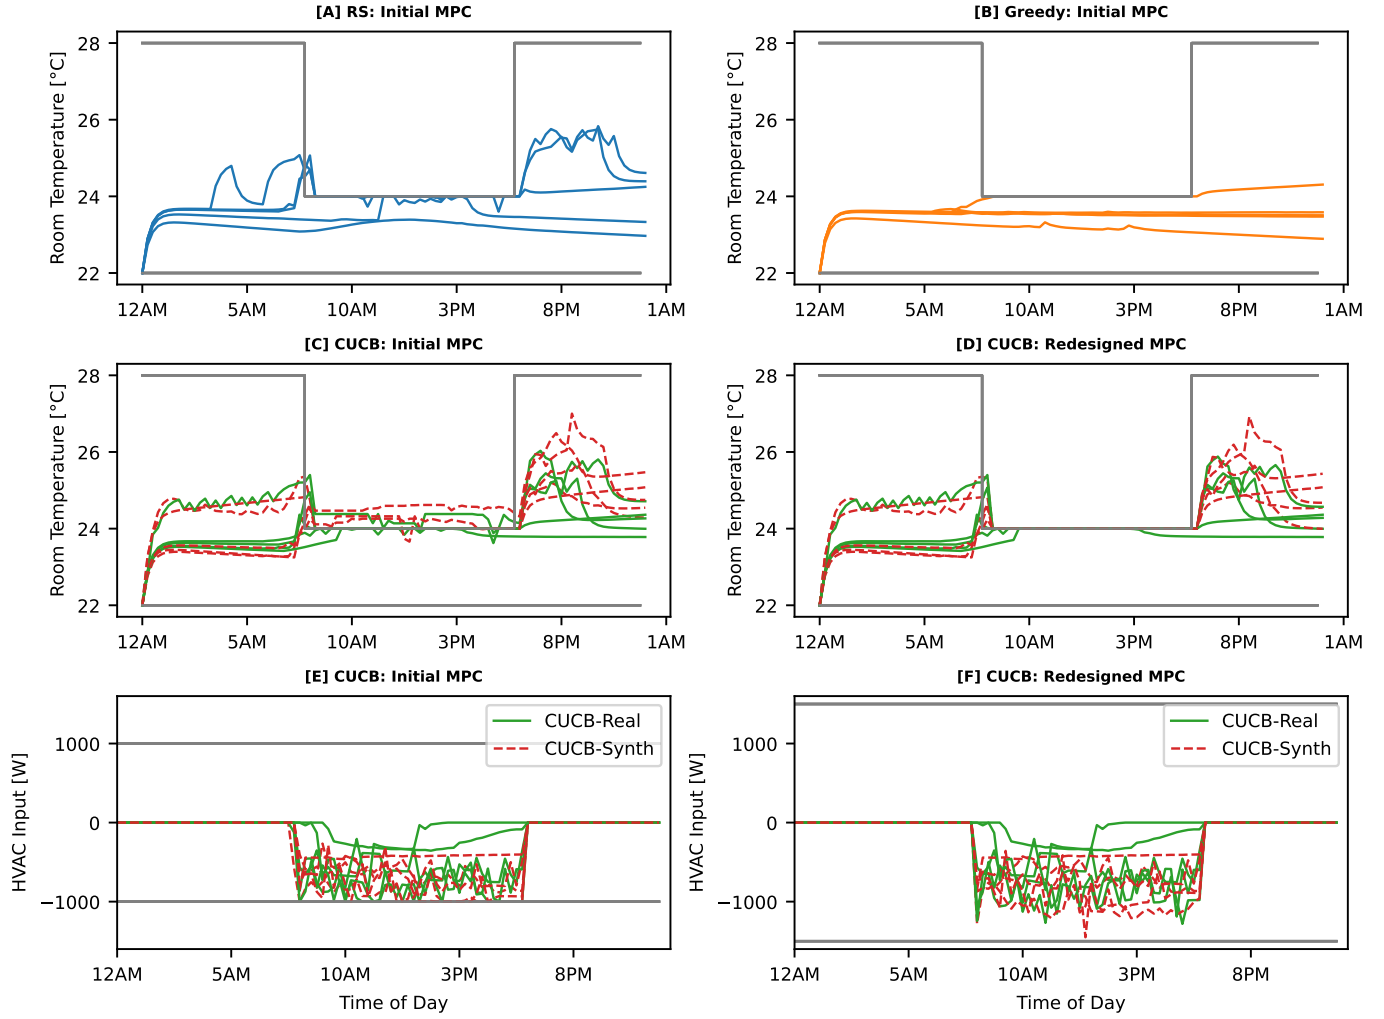 [A] RS: Initial MPC
Room Temperature [°C]
28
26
24
22
12AM 5AM 10AM 3PM 8PM 1AM
[B] Greedy: Initial MPC
Room Temperature [°C]
28
26
24
22
12AM 5AM 10AM 3PM 8PM 1AM
[C] CUCB: Initial MPC
Room Temperature [°C]
28
26
24
22
12AM 5AM 10AM 3PM 8PM 1AM
[D] CUCB: Redesigned MPC
Room Temperature [°C]
28
26
24
22
12AM 5AM 10AM 3PM 8PM 1AM
[E] CUCB: Initial MPC
HVAC Input [W]
1000
0
−1000
CUCB-Real
CUCB-Synth
12AM 5AM 10AM 3PM 8PM
Time of Day
[F] CUCB: Redesigned MPC
HVAC Input [W]
1000
0
−1000
CUCB-Real
CUCB-Synth
12AM 5AM 10AM 3PM 8PM
Time of Day